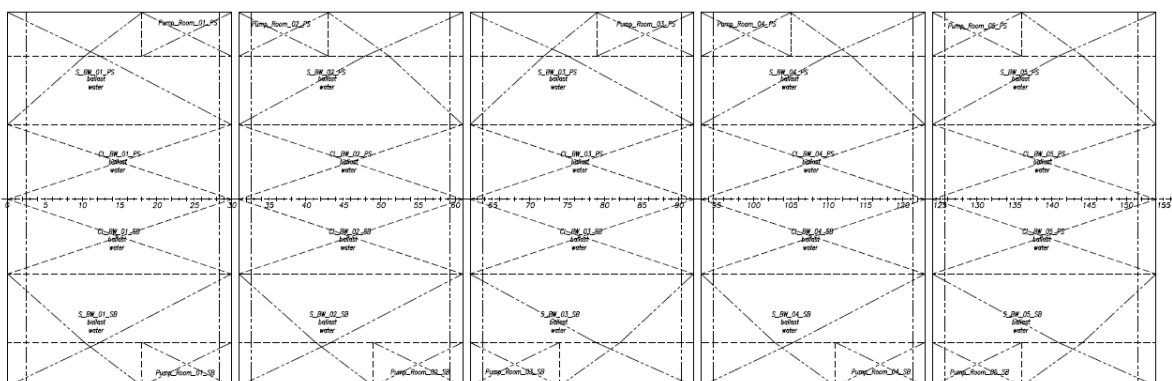 Pump_Room_01_PS
Pump_Room_02_PS
Pump_Room_03_PS
Pump_Room_04_PS
Pump_Room_05_PS
S_BW_01_PS
ballast
water
S_BW_02_PS
ballast
water
S_BW_03_PS
ballast
water
S_BW_04_PS
ballast
water
S_BW_05_PS
ballast
water
CL_BW_01_PS
ballast
water
CL_BW_02_PS
ballast
water
CL_BW_03_PS
ballast
water
CL_BW_04_PS
ballast
water
CL_BW_05_PS
ballast
water
0 5 10 15 20 25 30 35 40 45 50 55 60 65 70 75 80 85 90 95 100 105 110 115 120 125 130 136 140 145 150 155
CL_BW_01_SB
ballast
water
CL_BW_02_SB
ballast
water
CL_BW_03_SB
ballast
water
CL_BW_04_SB
ballast
water
CL_BW_05_PS
ballast
water
S_BW_01_SB
ballast
water
S_BW_02_SB
ballast
water
S_BW_03_SB
ballast
water
S_BW_04_SB
ballast
water
S_BW_05_SB
ballast
water
Pump_Room_01_SB
Pump_Room_02_SB
Pump_Room_03_SB
Pump_Room_04_SB
Pump_Room_05_SB